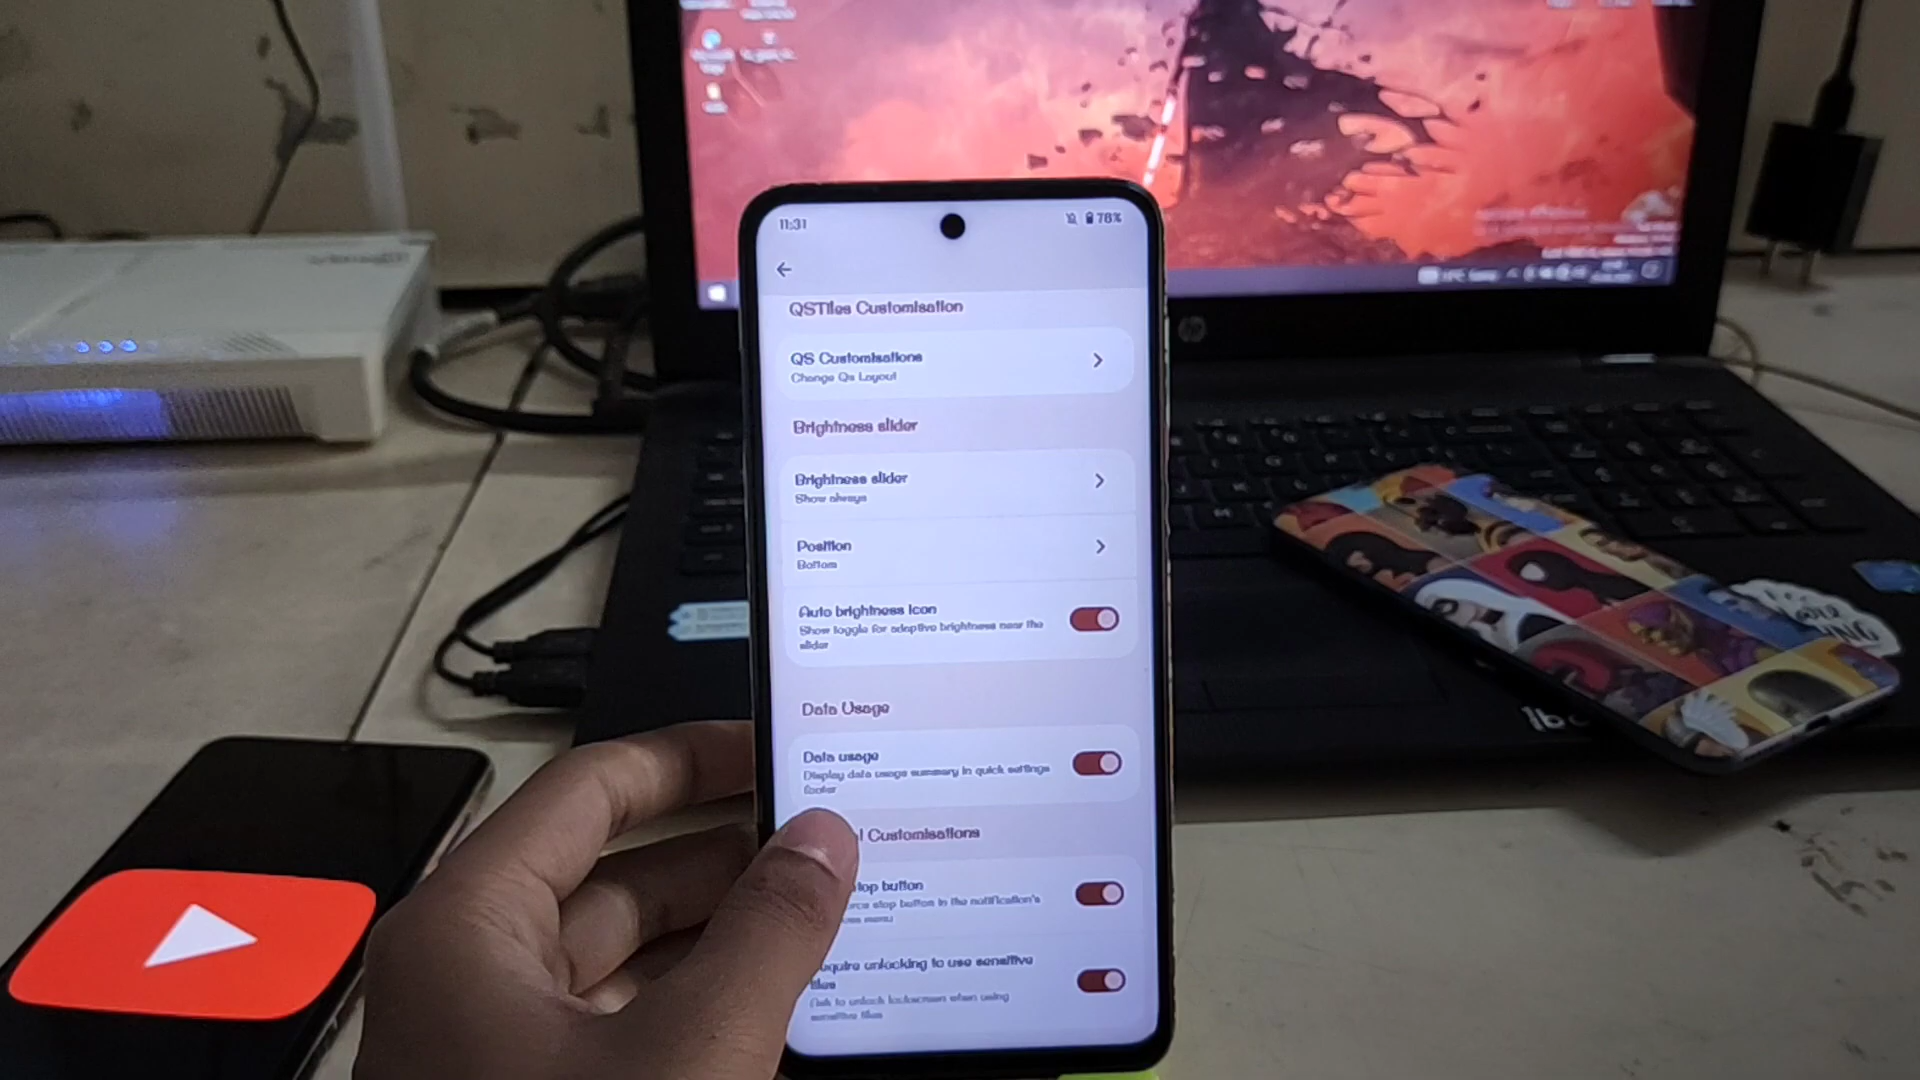 11:31
78%
QSTiles Customisation
QS Customisations
Change Qs Layout
Brightness slider
Brightness slider
Show always
Position
Bottom
Auto brightness icon
Show toggle for adaptive brightness near the
slider
Data Usage
Data usage
Display data usage summary in quick settings
footer
Customisations
button
stop button in the notification's
menu
unlocking to use sensitive
tiles
Ask to unlock lockscreen when using
sensitive tiles
hp